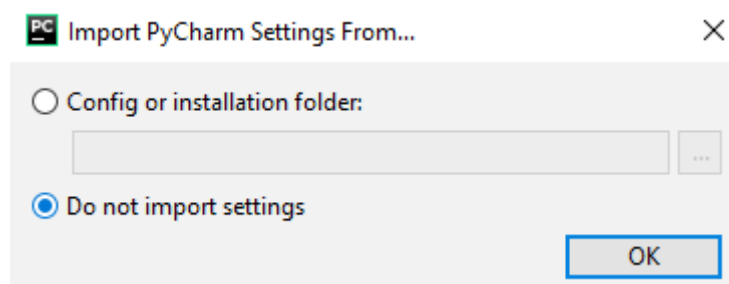 PC Import PyCharm Settings From...
Config or installation folder:
...
Do not import settings
OK